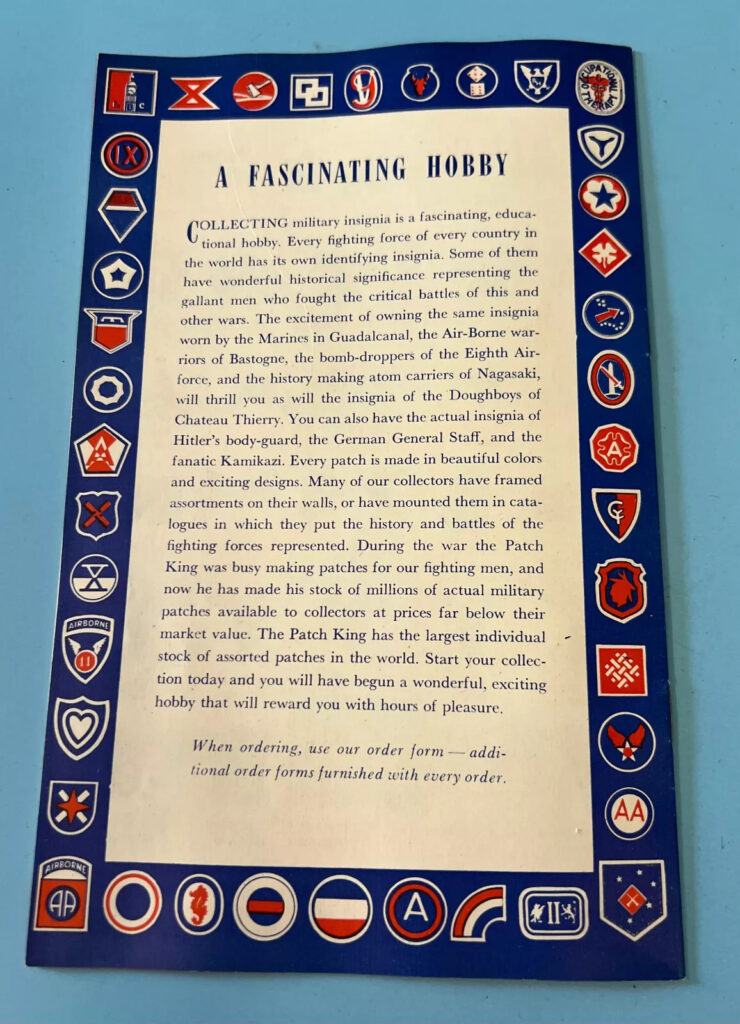 OCCUPATIONAL THERAPY
IX
A FASCINATING HOBBY
COLLECTING military insignia is a fascinating, educa-
tional hobby. Every fighting force of every country in
the world has its own identifying insignia. Some of them
have wonderful historical significance representing the
gallant men who fought the critical battles of this and
other wars. The excitement of owning the same insignia
worn by the Marines in Guadalcanal, the Air-Borne war-
riors of Bastogne, the bomb-droppers of the Eighth Air-
force, and the history making atom carriers of Nagasaki,
will thrill you as will the insignia of the Doughboys of
Chateau Thierry. You can also have the actual insignia of
Hitler's body-guard, the German General Staff, and the
fanatic Kamikazi. Every patch is made in beautiful colors
and exciting designs. Many of our collectors have framed
assortments on their walls, or have mounted them in cata-
logues in which they put the history and battles of the
fighting forces represented. During the war the Patch
King was busy making patches for our fighting men, and
now he has made his stock of millions of actual military
patches available to collectors at prices far below their
market value. The Patch King has the largest individual
stock of assorted patches in the world. Start your collec-
tion today and you will have begun a wonderful, exciting
hobby that will reward you with hours of pleasure.
When ordering, use our order form — addi-
tional order forms furnished with every order.
A
X
AIRBORNE
11
AA
AIRBORNE
AA
A
II